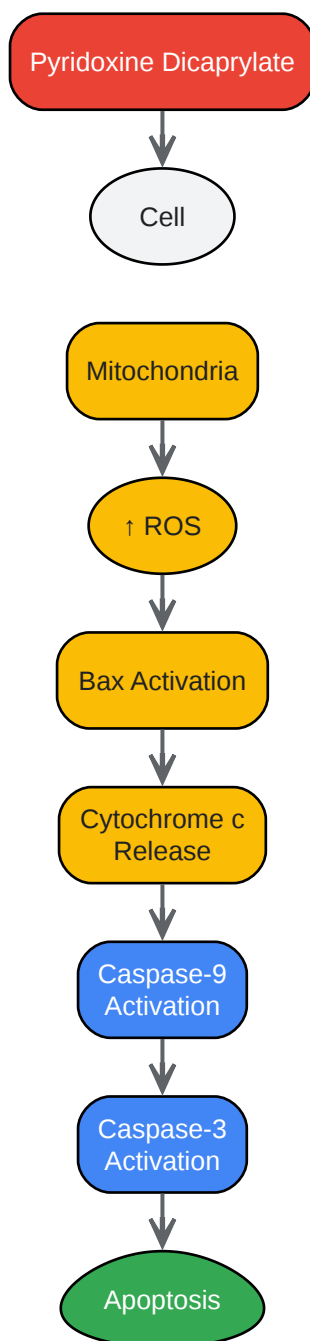 Pyridoxine Dicaprylate
Cell
Mitochondria
↑ ROS
Bax Activation
Cytochrome c
Release
Caspase-9
Activation
Caspase-3
Activation
Apoptosis